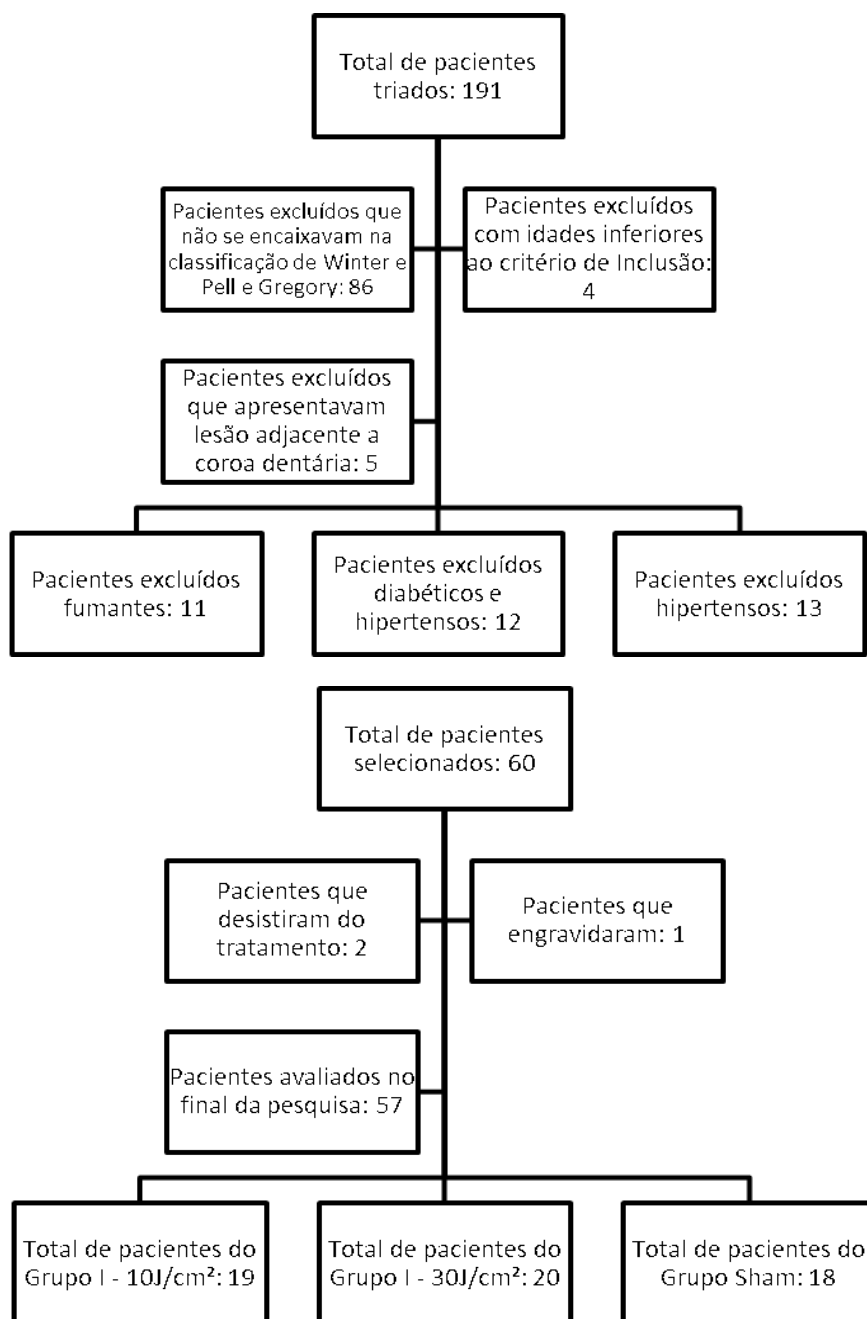 Total de pacientes
triados: 191
Pacientes excluídos que
não se encaixavam na
classificação de Winter e
Pell e Gregory: 86
Pacientes excluídos
com idades inferiores
ao critério de Inclusão:
4
Pacientes excluídos
que apresentavam
lesão adjacente a
coroa dentária: 5
Pacientes excluídos
fumantes: 11
Pacientes excluídos
diabéticos e
hipertensos: 12
Pacientes excluídos
hipertensos: 13
Total de pacientes
selecionados: 60
Pacientes que
desistiram do
tratamento: 2
Pacientes que
engravidaram: 1
Pacientes avaliados no
final da pesquisa: 57
Total de pacientes do
Grupo I - 10J/cm²: 19
Total de pacientes do
Grupo I - 30J/cm²: 20
Total de pacientes do
Grupo Sham: 18